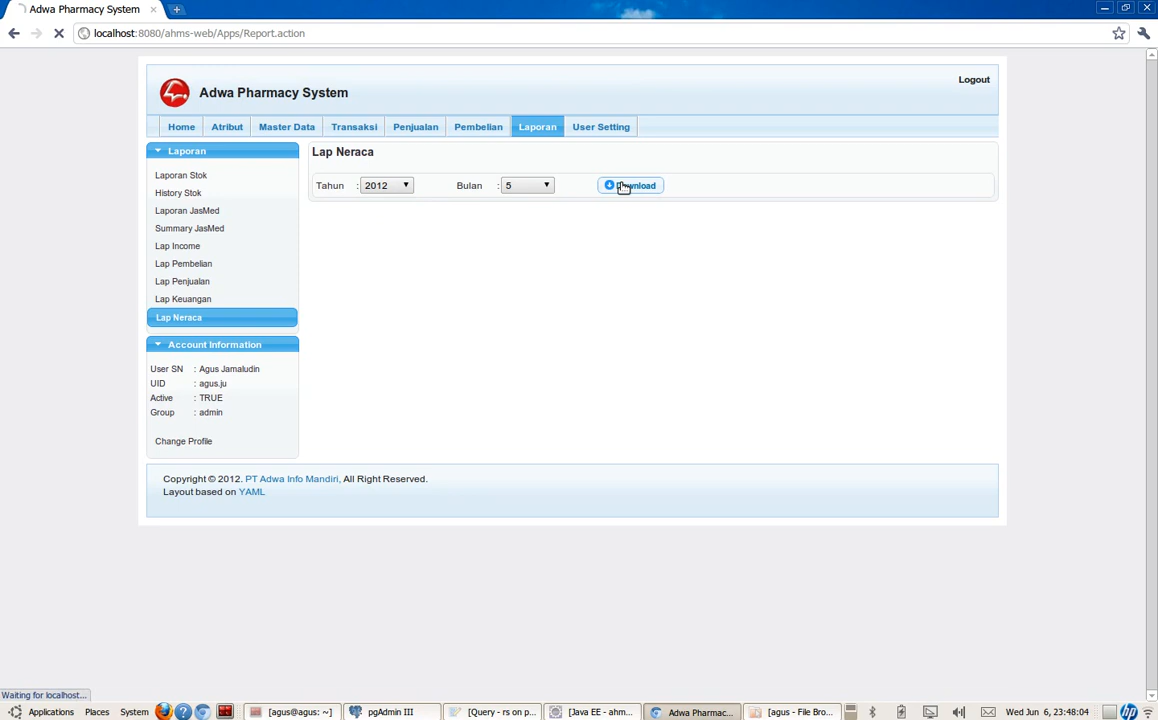 Adwa Pharmacy System
localhost:8080/ahms-web/Apps/Report.action
Logout
Adwa Pharmacy System
Home Atribut Master Data Transaksi Penjualan Pembelian Laporan User Setting
Laporan
Laporan Stok
History Stok
Laporan JasMed
Summary JasMed
Lap Income
Lap Pembelian
Lap Penjualan
Lap Keuangan
Lap Neraca
Lap Neraca
Tahun : 2012 Bulan : 5 Download
Account Information
User SN : Agus Jamaludin
UID : agus.ju
Active : TRUE
Group : admin
Change Profile
Copyright © 2012. PT Adwa Info Mandiri, All Right Reserved.
Layout based on YAML
Waiting for localhost...
Applications Places System [agus@agus: ~] pgAdmin III [Query - rs on p... [Java EE - ahm... Adwa Pharmac... [agus - File Bro... Wed Jun 6, 23:48:04